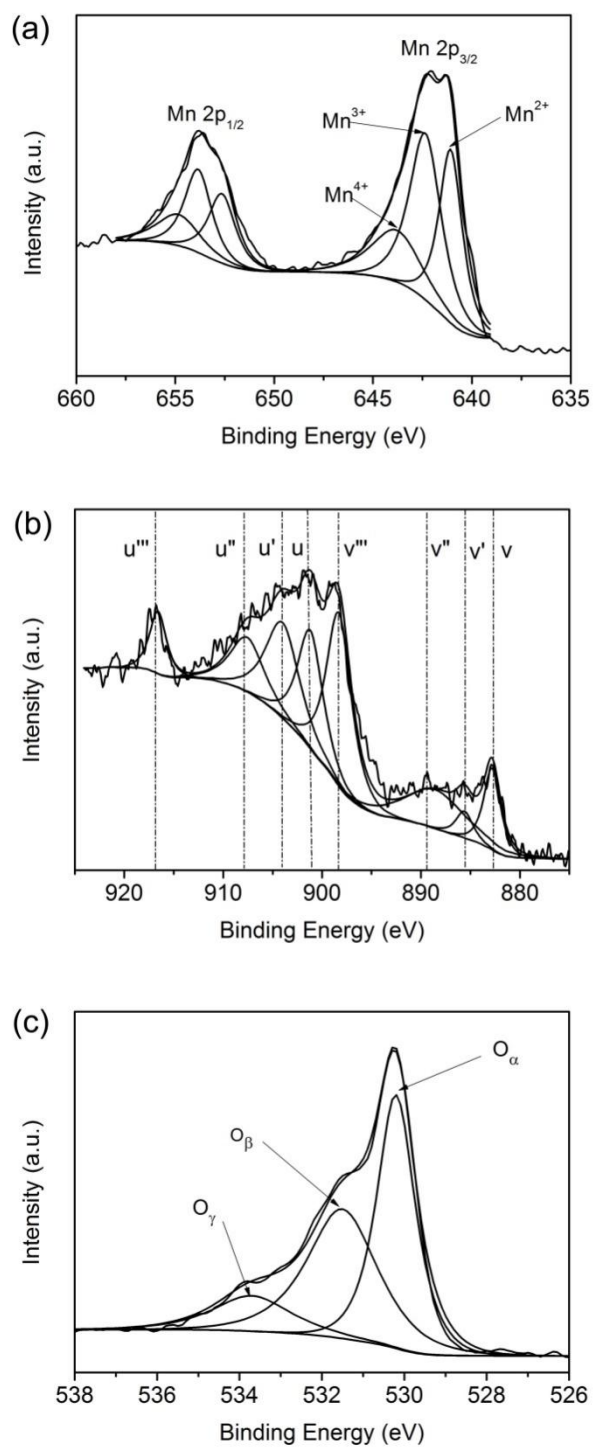 (a)
Mn 2p3/2
Mn 2p1/2
Mn3+
Mn2+
Mn4+
Intensity (a.u.)
660 655 650 645 640 635
Binding Energy (eV)
(b)
u''' u'' u' u v''' v'' v' v
Intensity (a.u.)
920 910 900 890 880
Binding Energy (eV)
(c)
Oα
Oβ
Oγ
Intensity (a.u.)
538 536 534 532 530 528 526
Binding Energy (eV)